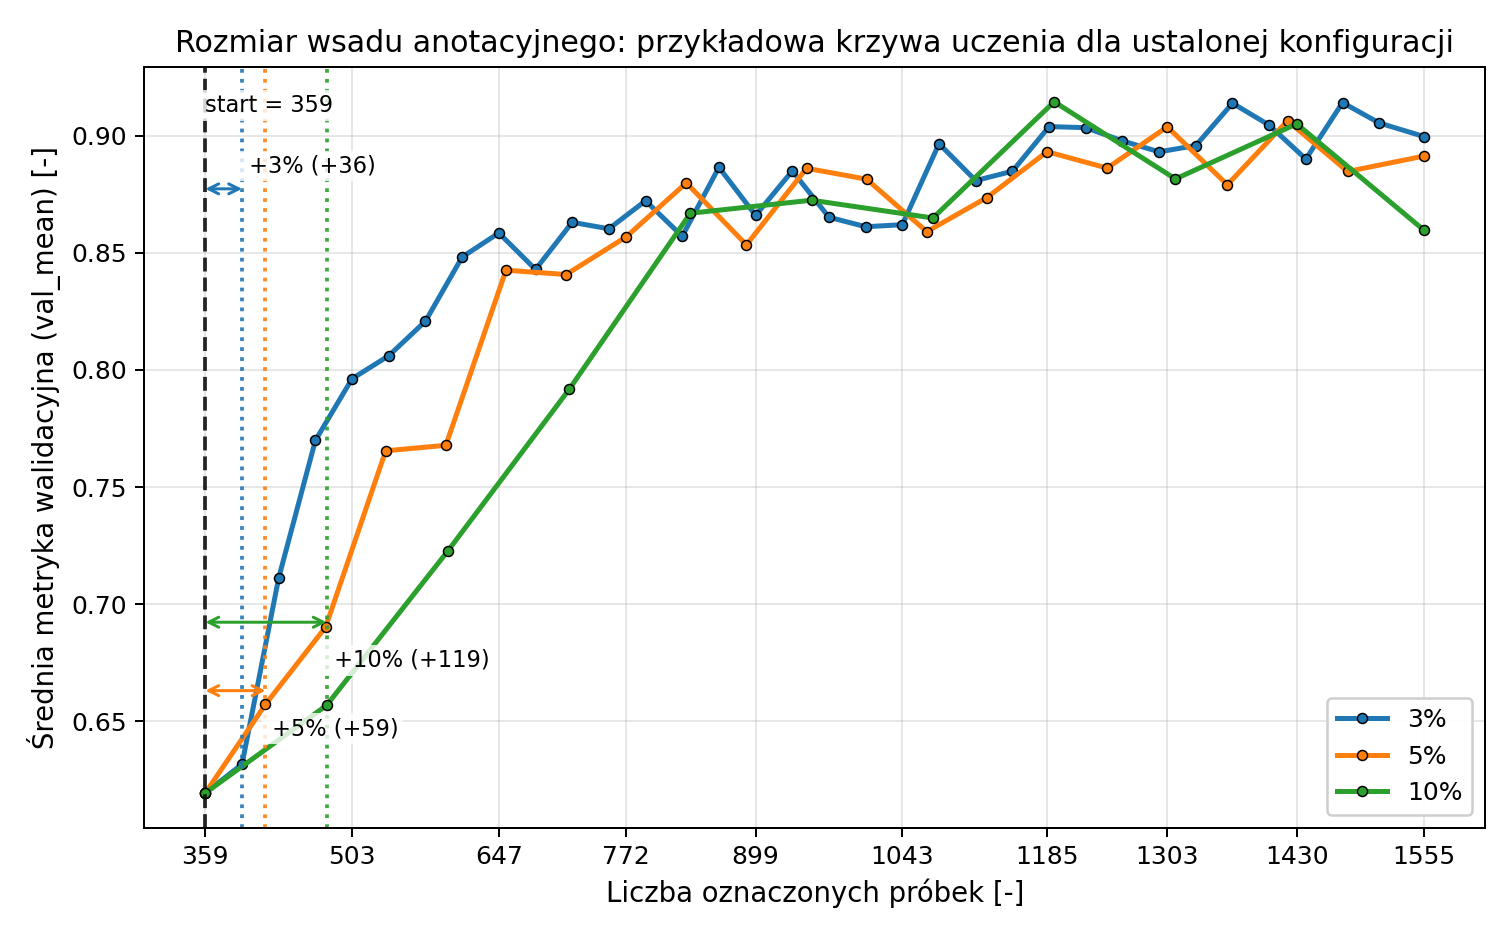 Rozmiar wsadu anotacyjnego: przykładowa krzywa uczenia dla ustalonej konfiguracji
Średnia metryka walidacyjna (val_mean) [-]
0.90
0.85
0.80
0.75
0.70
0.65
start = 359
+3% (+36)
+10% (+119)
+5% (+59)
3%
5%
10%
359 503 647 772 899 1043 1185 1303 1430 1555
Liczba oznaczonych próbek [-]